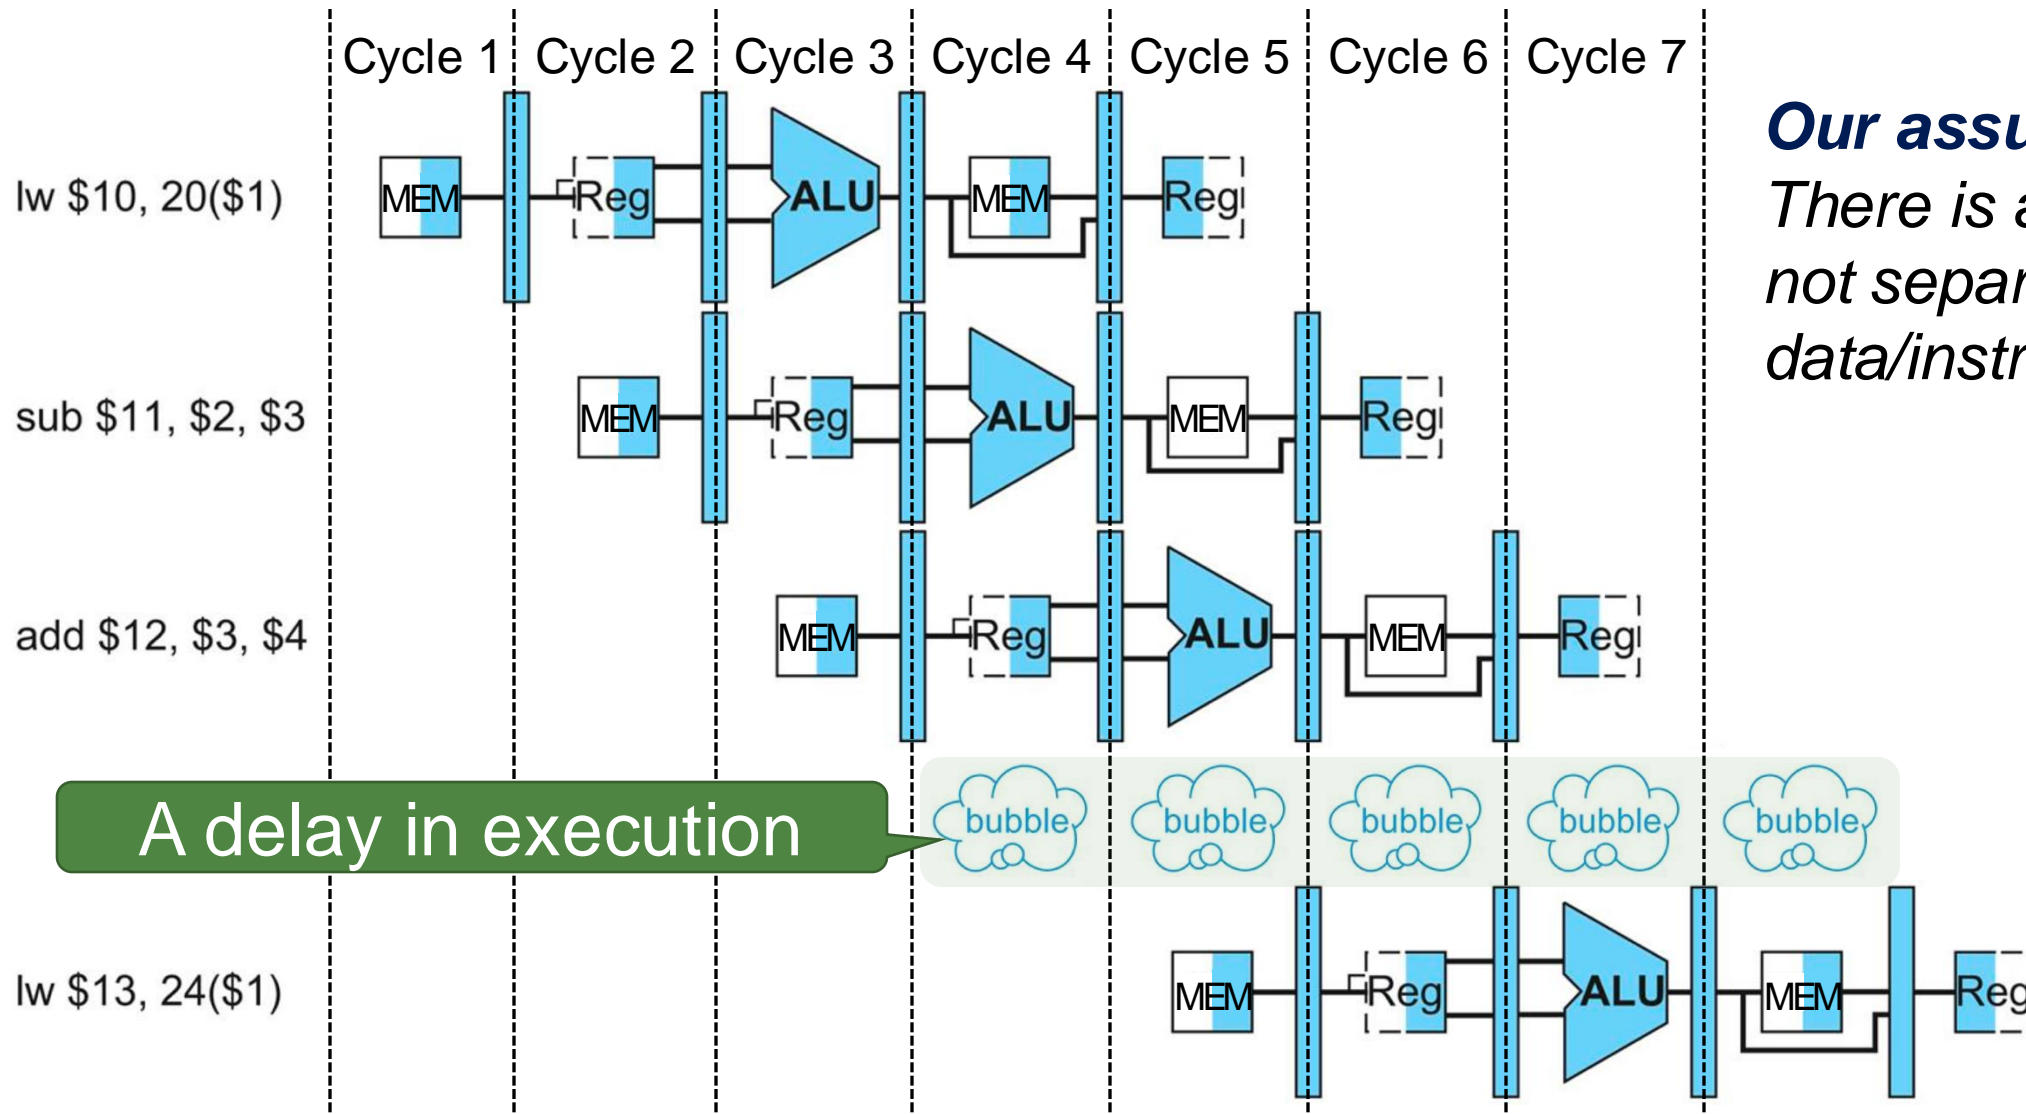 Cycle 1 Cycle 2 Cycle 3 Cycle 4 Cycle 5 Cycle 6 Cycle 7
Our assu
There is a
not separ
data/instr
lw $10, 20($1) MEM Reg ALU MEM Reg
sub $11, $2, $3 MEM Reg ALU MEM Reg
add $12, $3, $4 MEM Reg ALU MEM Reg
A delay in execution bubble bubble bubble bubble bubble
lw $13, 24($1) MEM Reg ALU MEM Reg